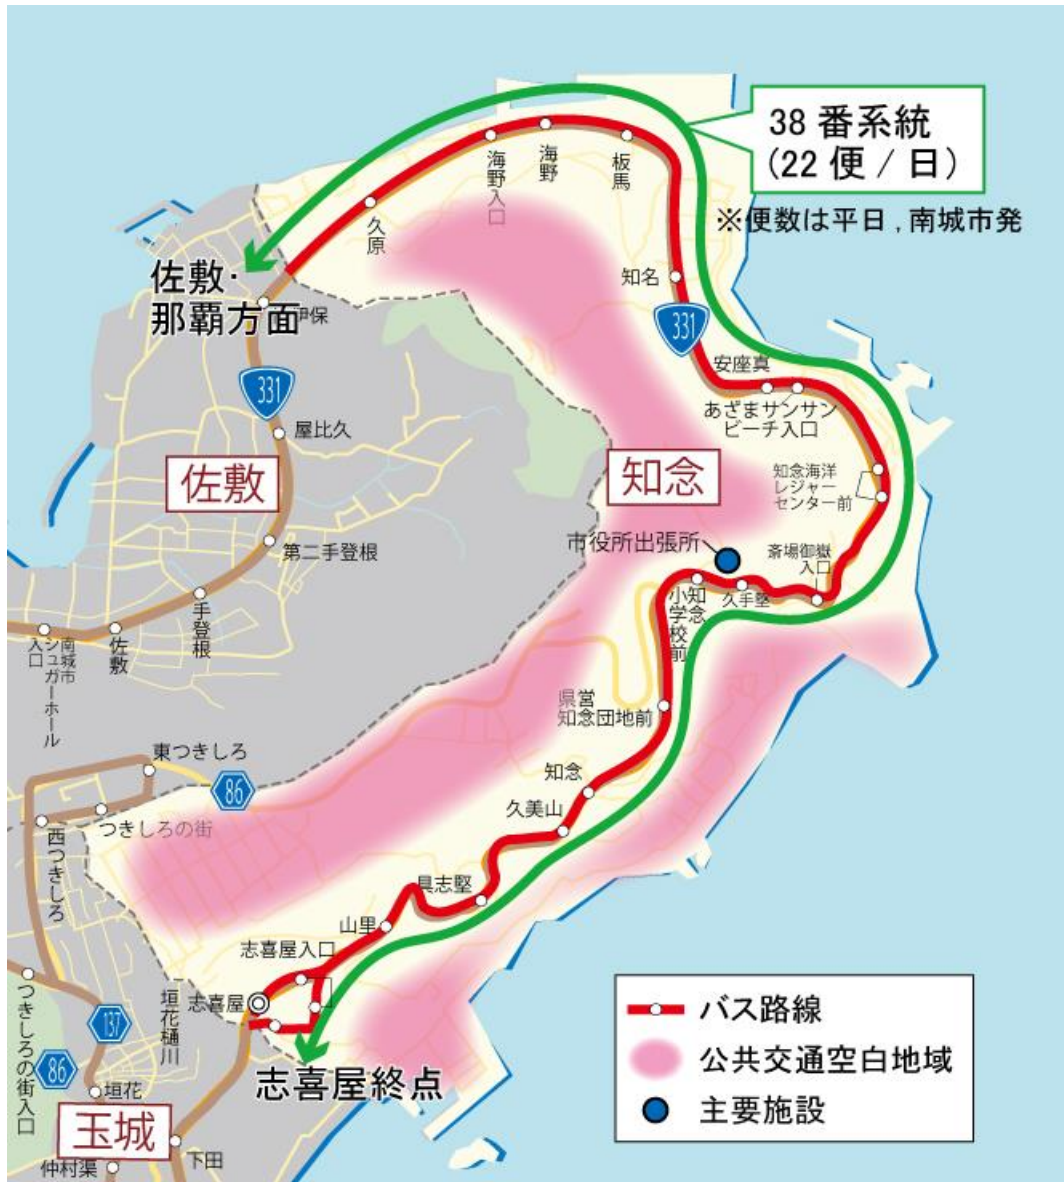 38 番系統
(22 便 / 日)
※便数は平日 , 南城市発
海野入口
海野
板馬
久原
知名
佐敷・
那覇方面
伊保
331
331
安座真
あざまサンサン
ビーチ入口
屋比久
佐敷
知念
知念海洋
レジャー
センター前
第二手登根
市役所出張所
斎場御嶽
入口
久手堅
知念
小学校前
手登根
佐敷
南城市
シュガーホール
入口
県営
知念団地前
東つきしろ
86
知念
つきしろの街
久美山
西つきしろ
具志堅
山里
志喜屋入口
志喜屋
つきしろの街入口
137
垣花樋川
86
垣花
志喜屋終点
玉城
下田
仲村渠
バス路線
公共交通空白地域
主要施設